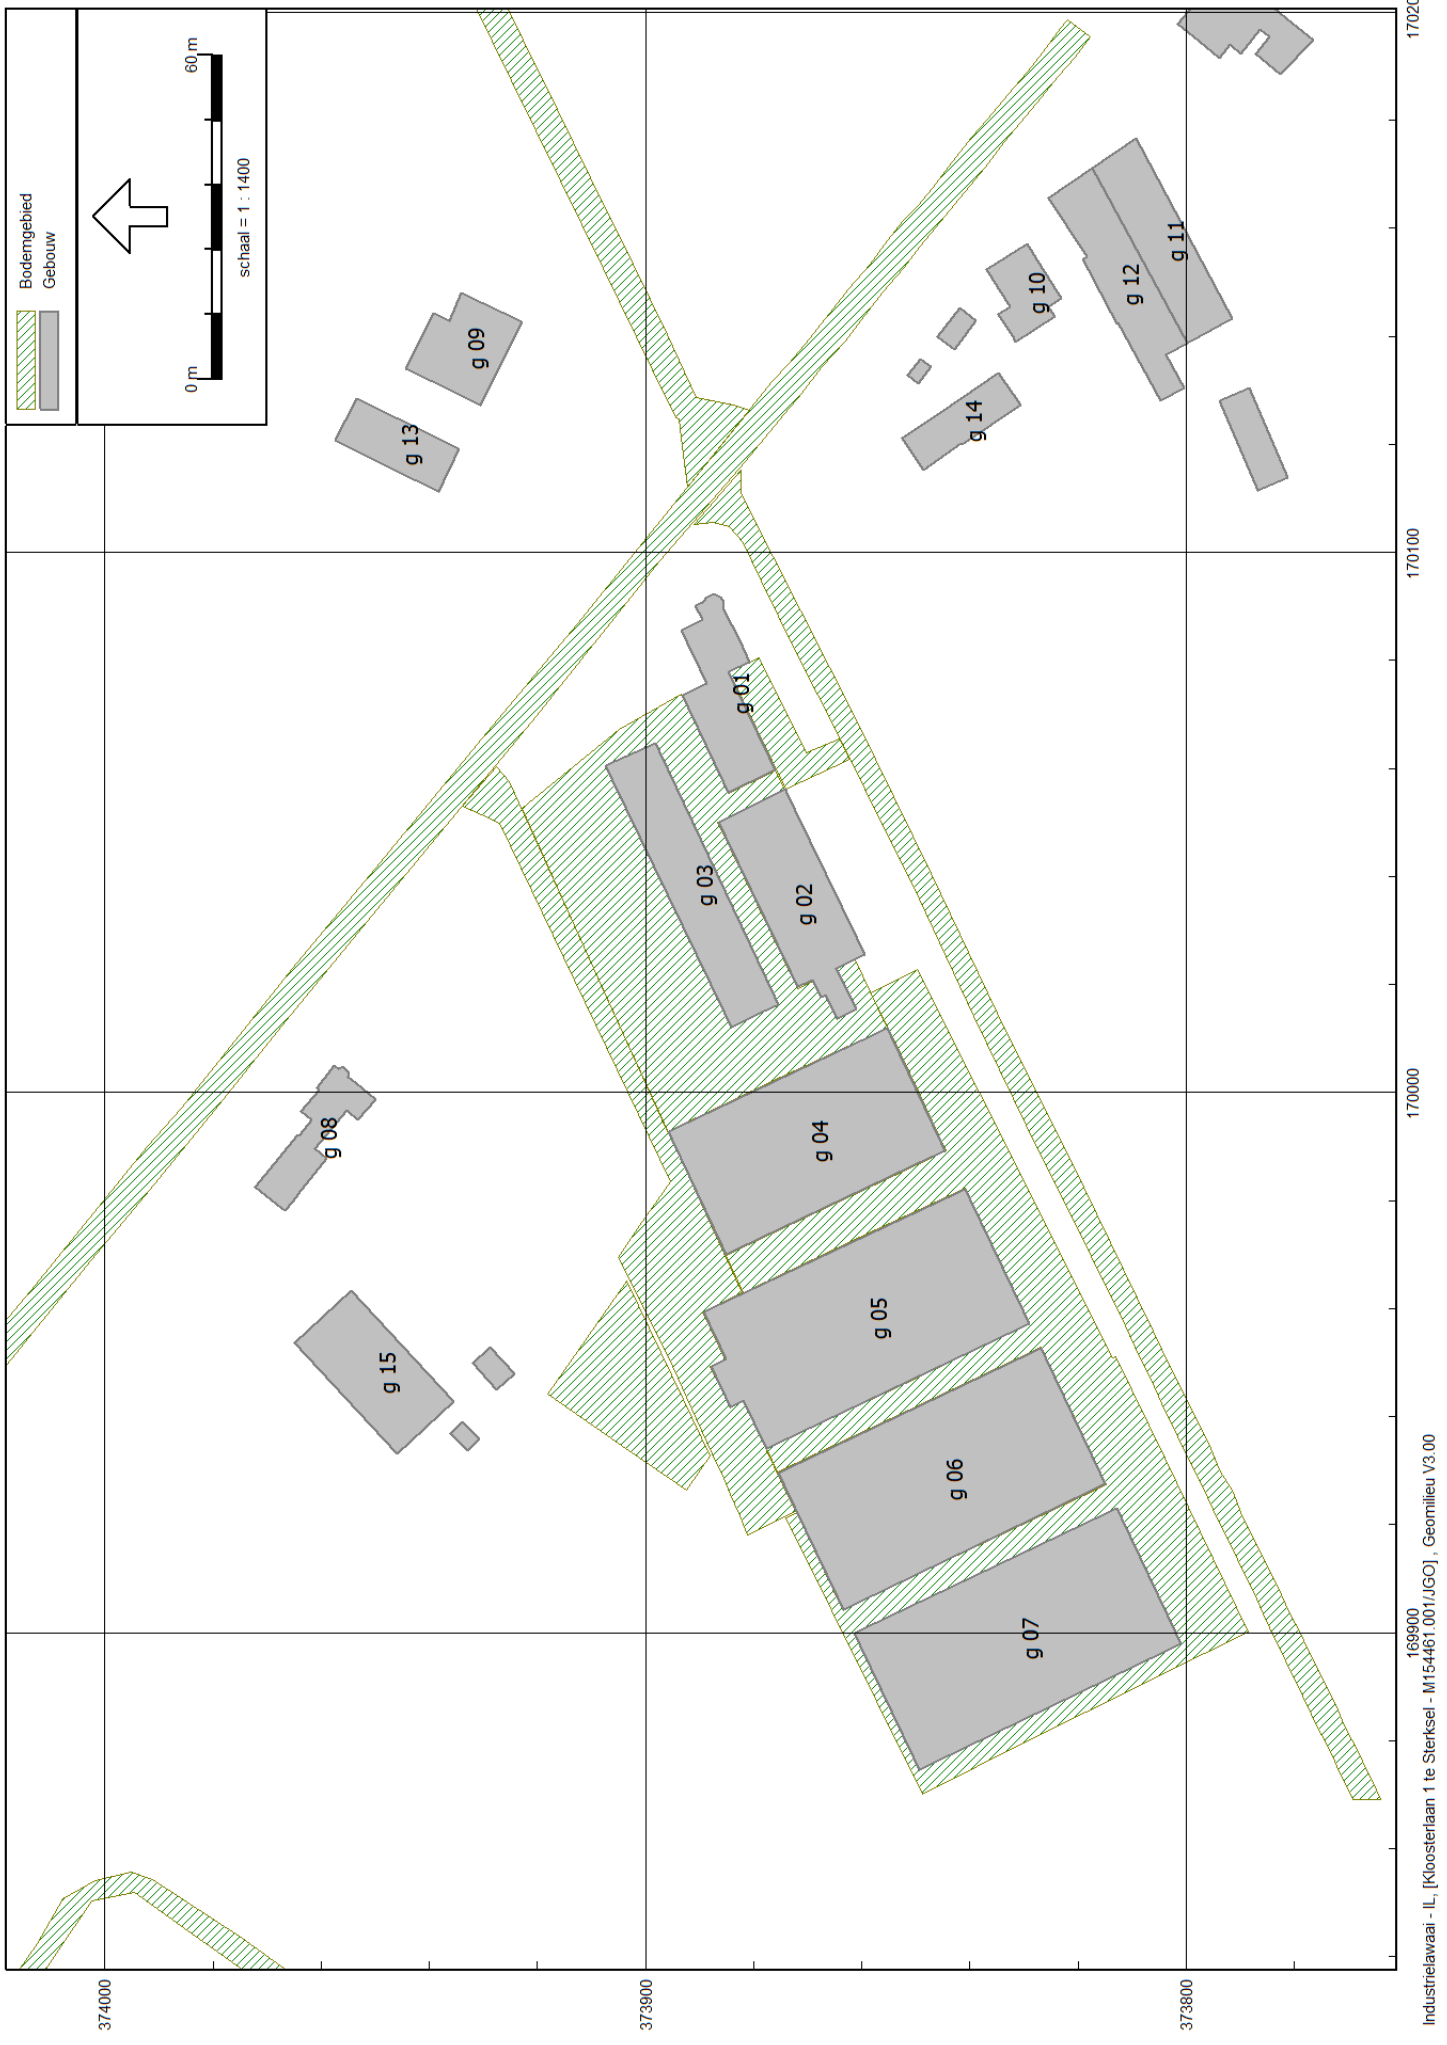 Bodemgebied
Gebouw
0 m
60 m
schaal = 1 : 1400
374000
373900
373800
169900
170000
170100
17020
g 01
g 02
g 03
g 04
g 05
g 06
g 07
g 08
g 09
g 10
g 11
g 12
g 13
g 14
g 15
Industrielawaai - IL, [Kloosterlaan 1 te Sterksel - M154461.001/JGO] , Geomilieu V3.00